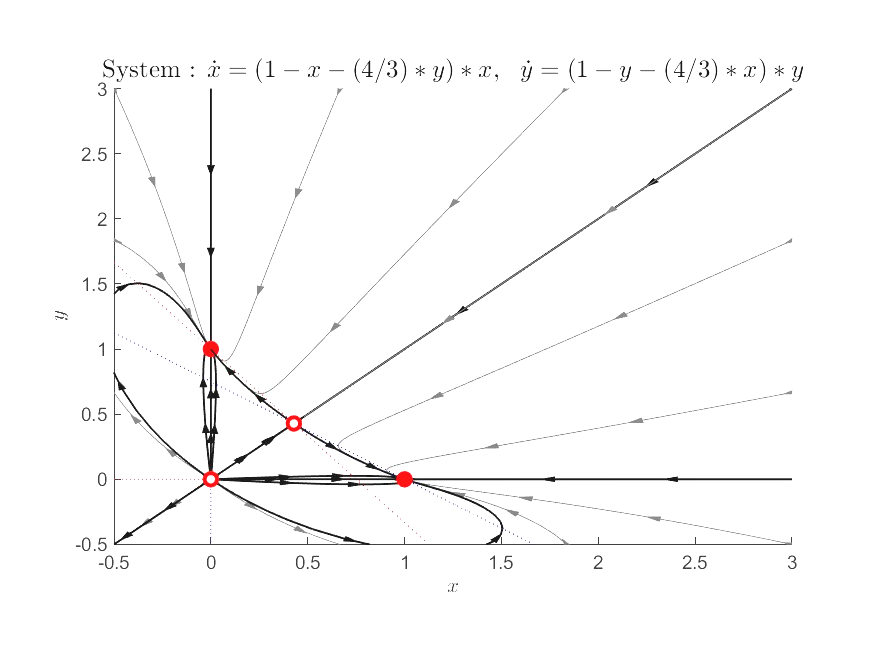 System : ẋ = (1 − x − (4/3) ∗ y) ∗ x, ẏ = (1 − y − (4/3) ∗ x) ∗ y
3
2.5
2
1.5
y
1
0.5
0
-0.5
-0.5 0 0.5 1 1.5 2 2.5 3
x